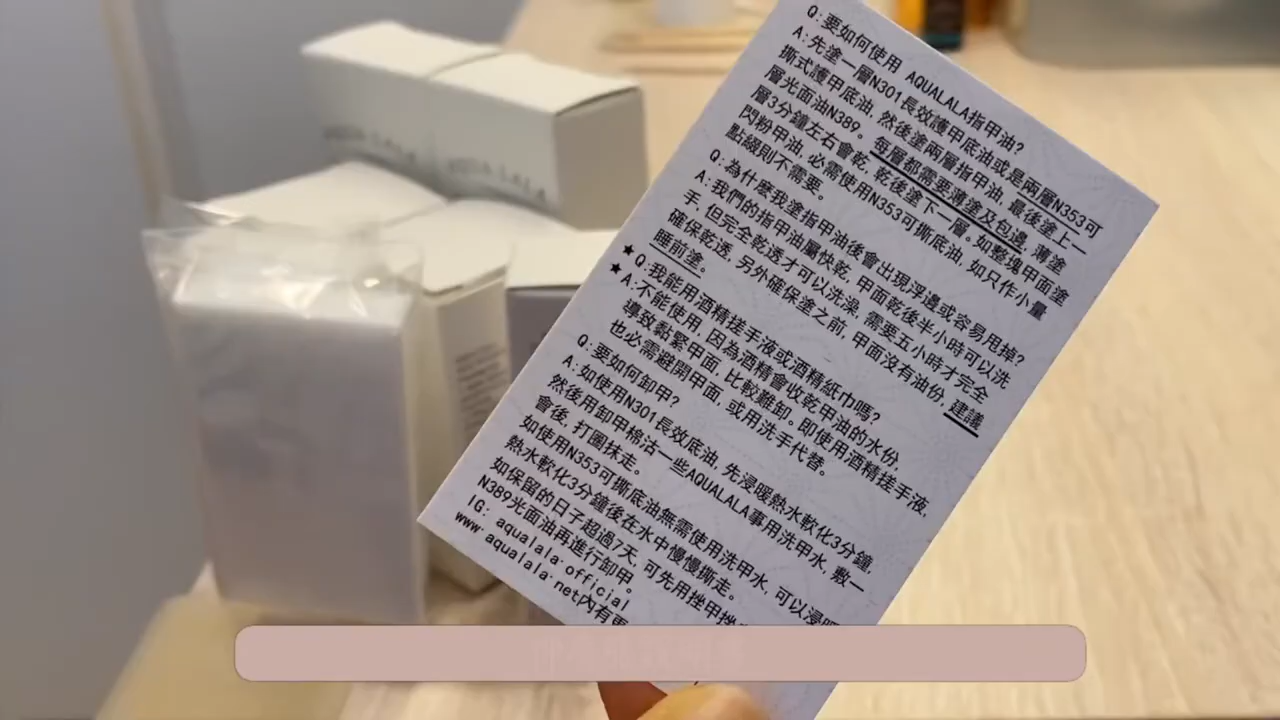 Q:要如何使用 AQUALALA指甲油?
A:先塗一層N301長效護甲底油或是兩層N353可
撕式護甲底油, 然後塗兩層指甲油, 最後塗上一
層光面油N389。每層都需要薄塗及包邊, 薄塗
層3分鐘左右會乾, 乾後塗下一層。如整塊甲面塗
閃粉甲油, 必需使用N353可撕底油, 如只作小量
點綴則不需要。
Q:為什麼我塗指甲油後會出現浮邊或容易甩掉?
A:我們的指甲油屬快乾, 甲面乾後半小時可以洗
手, 但完全乾透才可以洗澡, 需要五小時才完全
確保乾透, 另外確保塗之前, 甲面沒有油份, 建議
睡前塗。
★ Q:我能用酒精搓手液或酒精紙巾嗎?
★ A:不能使用, 因為酒精會收乾甲油的水份,
導致黏緊甲面, 比較難卸。即使用酒精搓手液,
也必需避開甲面, 或用洗手代替。
Q:要如何卸甲?
A:如使用N301長效底油, 先浸暖熱水軟化3分鐘,
然後用卸甲棉沾一些AQUALALA專用洗甲水, 敷一
會後, 打圈抹走。
如使用N353可撕底油無需使用洗甲水, 可以浸暖
熱水軟化3分鐘後在水中慢慢撕走。
如保留的日子超過7天, 可先用挫甲挫
N389光面油再進行卸甲。
IG: aqualala.official
www.aqualala.net內有更